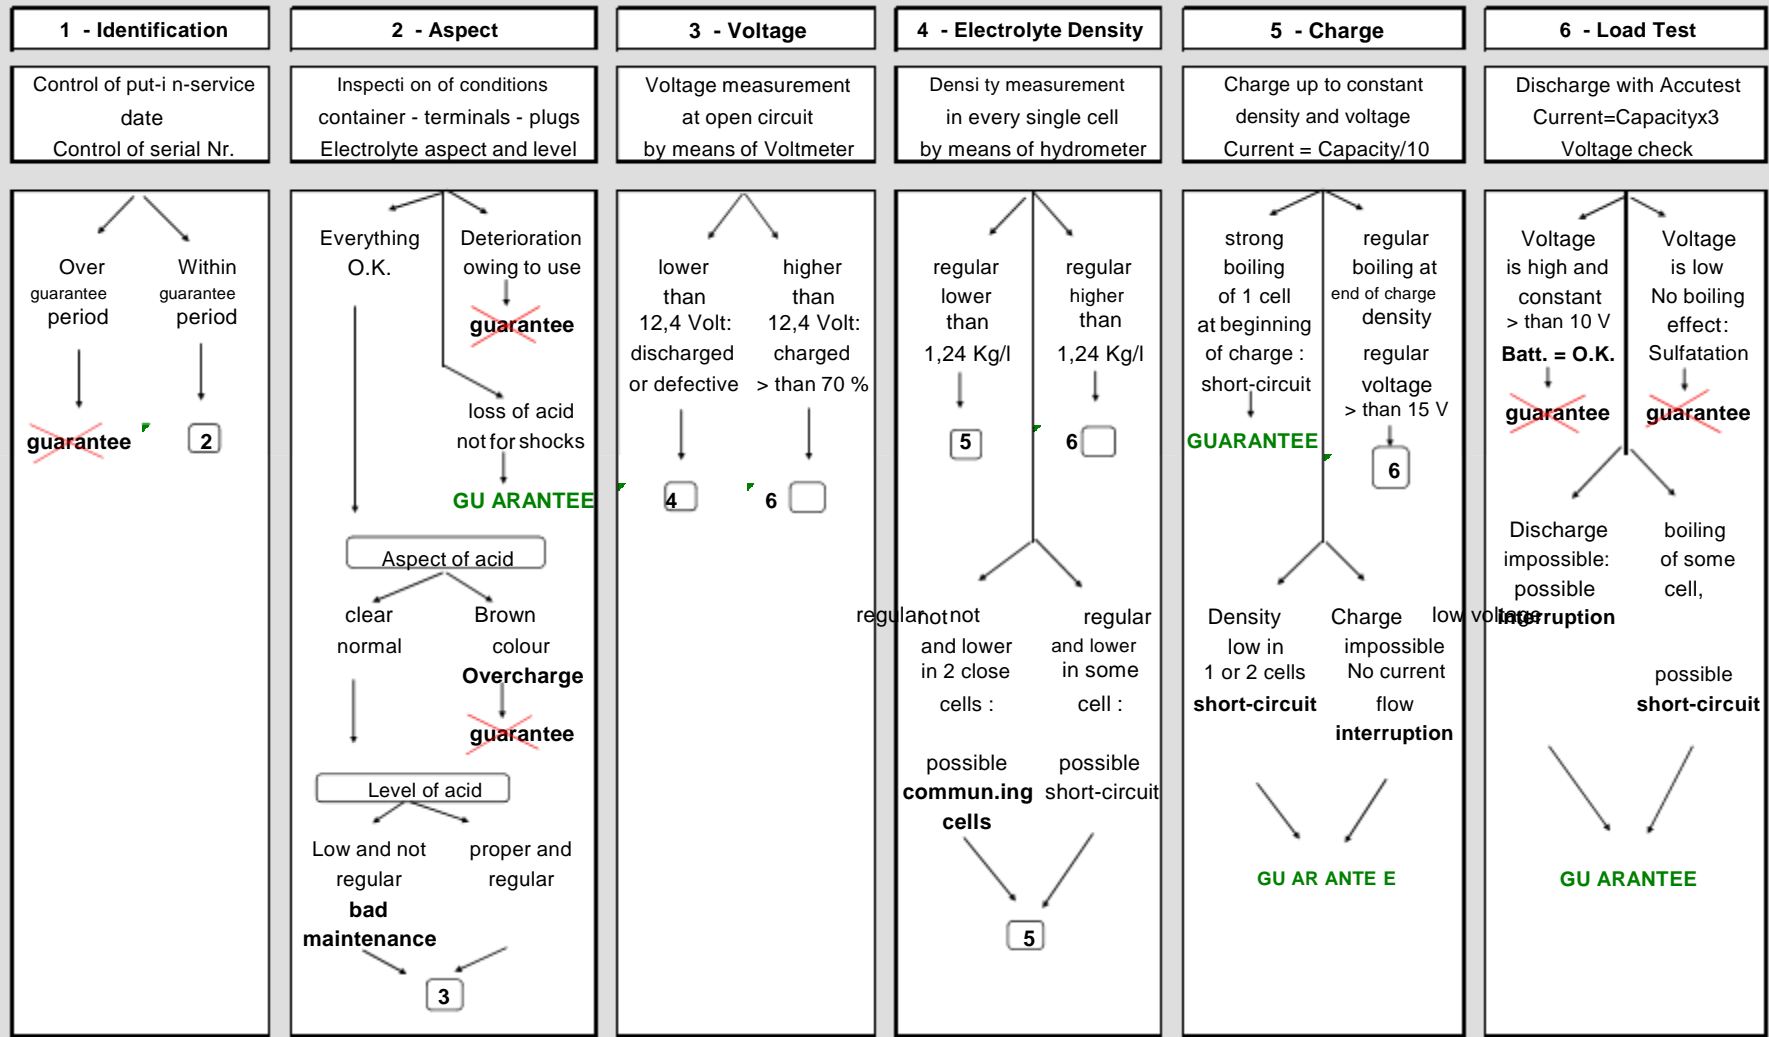 1 - Identification
Control of put-i n-service
date
Control of serial Nr.
Over
guarantee
period
guarantee
Within
guarantee
period
2
2 - Aspect
Inspecti on of conditions
container - terminals - plugs
Electrolyte aspect and level
Everything
O.K.
Deterioration
owing to use
guarantee
loss of acid
not for shocks
GU ARANTEE
Aspect of acid
clear
normal
Brown
colour
Overcharge
guarantee
Level of acid
Low and not
regular
bad
maintenance
proper and
regular
3
3 - Voltage
Voltage measurement
at open circuit
by means of Voltmeter
lower
than
12,4 Volt:
discharged
or defective
4
higher
than
12,4 Volt:
charged
> than 70 %
6
4 - Electrolyte Density
Densi ty measurement
in every single cell
by means of hydrometer
regular
lower
than
1,24 Kg/l
5
regular
higher
than
1,24 Kg/l
6
regular not not
and lower
in 2 close
cells :
possible
commun.ing
cells
regular
and lower
in some
cell :
possible
short-circuit
5
5 - Charge
Charge up to constant
density and voltage
Current = Capacity/10
strong
boiling
of 1 cell
at beginning
of charge :
short-circuit
GUARANTEE
regular
boiling at
end of charge
density
regular
voltage
> than 15 V
6
Density
low in
1 or 2 cells
short-circuit
Charge
impossible
No current
flow
interruption
GU AR ANTE E
6 - Load Test
Discharge with Accutest
Current=Capacityx3
Voltage check
Voltage
is high and
constant
> than 10 V
Batt. = O.K.
guarantee
Voltage
is low
No boiling
effect:
Sulfatation
guarantee
Discharge
impossible:
possible
interruption
boiling
of some
cell,
low voltage
possible
short-circuit
GU ARANTEE